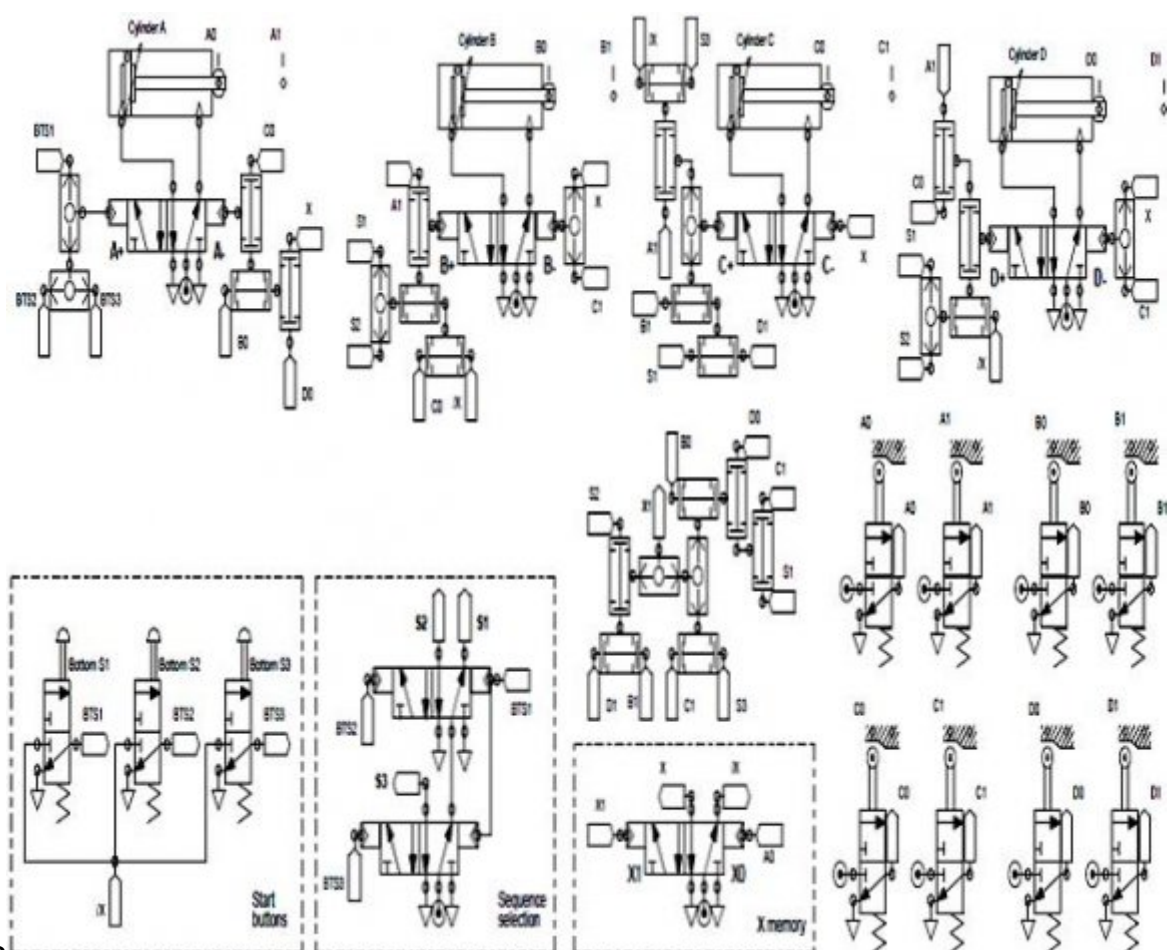 Cylinder A
A0
A1
BTS1
C0
A+
A-
X
BTS2
BTS3
B0
D0
Cylinder B
B0
B1
A1
S1
B+
B-
X
S2
C1
C0
/X
/X
S3
Cylinder C
C0
C1
A1
C+
C-
X
B1
D1
S1
A1
Cylinder D
D0
D1
C0
S1
X
D+
D-
S2
C1
/X
B0
D0
C1
S2
X1
S1
D1
B1
C1
S3
A0
A1
B0
B1
A0
A1
B0
B1
C0
C1
D0
D1
C0
C1
D0
D1
Bottom S1
Bottom S2
Bottom S3
BTS1
BTS2
BTS3
/X
Start
buttons
S2
S1
BTS2
BTS1
S3
BTS3
Sequence
selection
X
/X
X1
A0
X1
X0
X memory